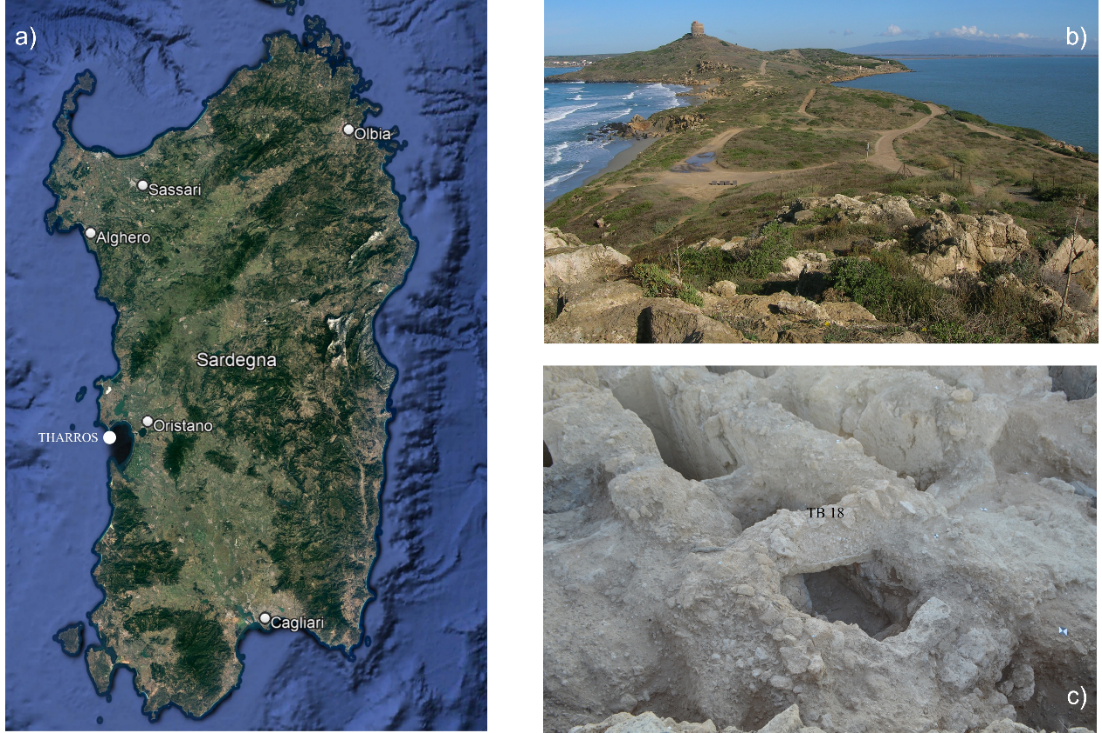 a)
Olbia
Sassari
Alghero
Sardegna
Oristano
THARROS
Cagliari
b)
TB 18
c)